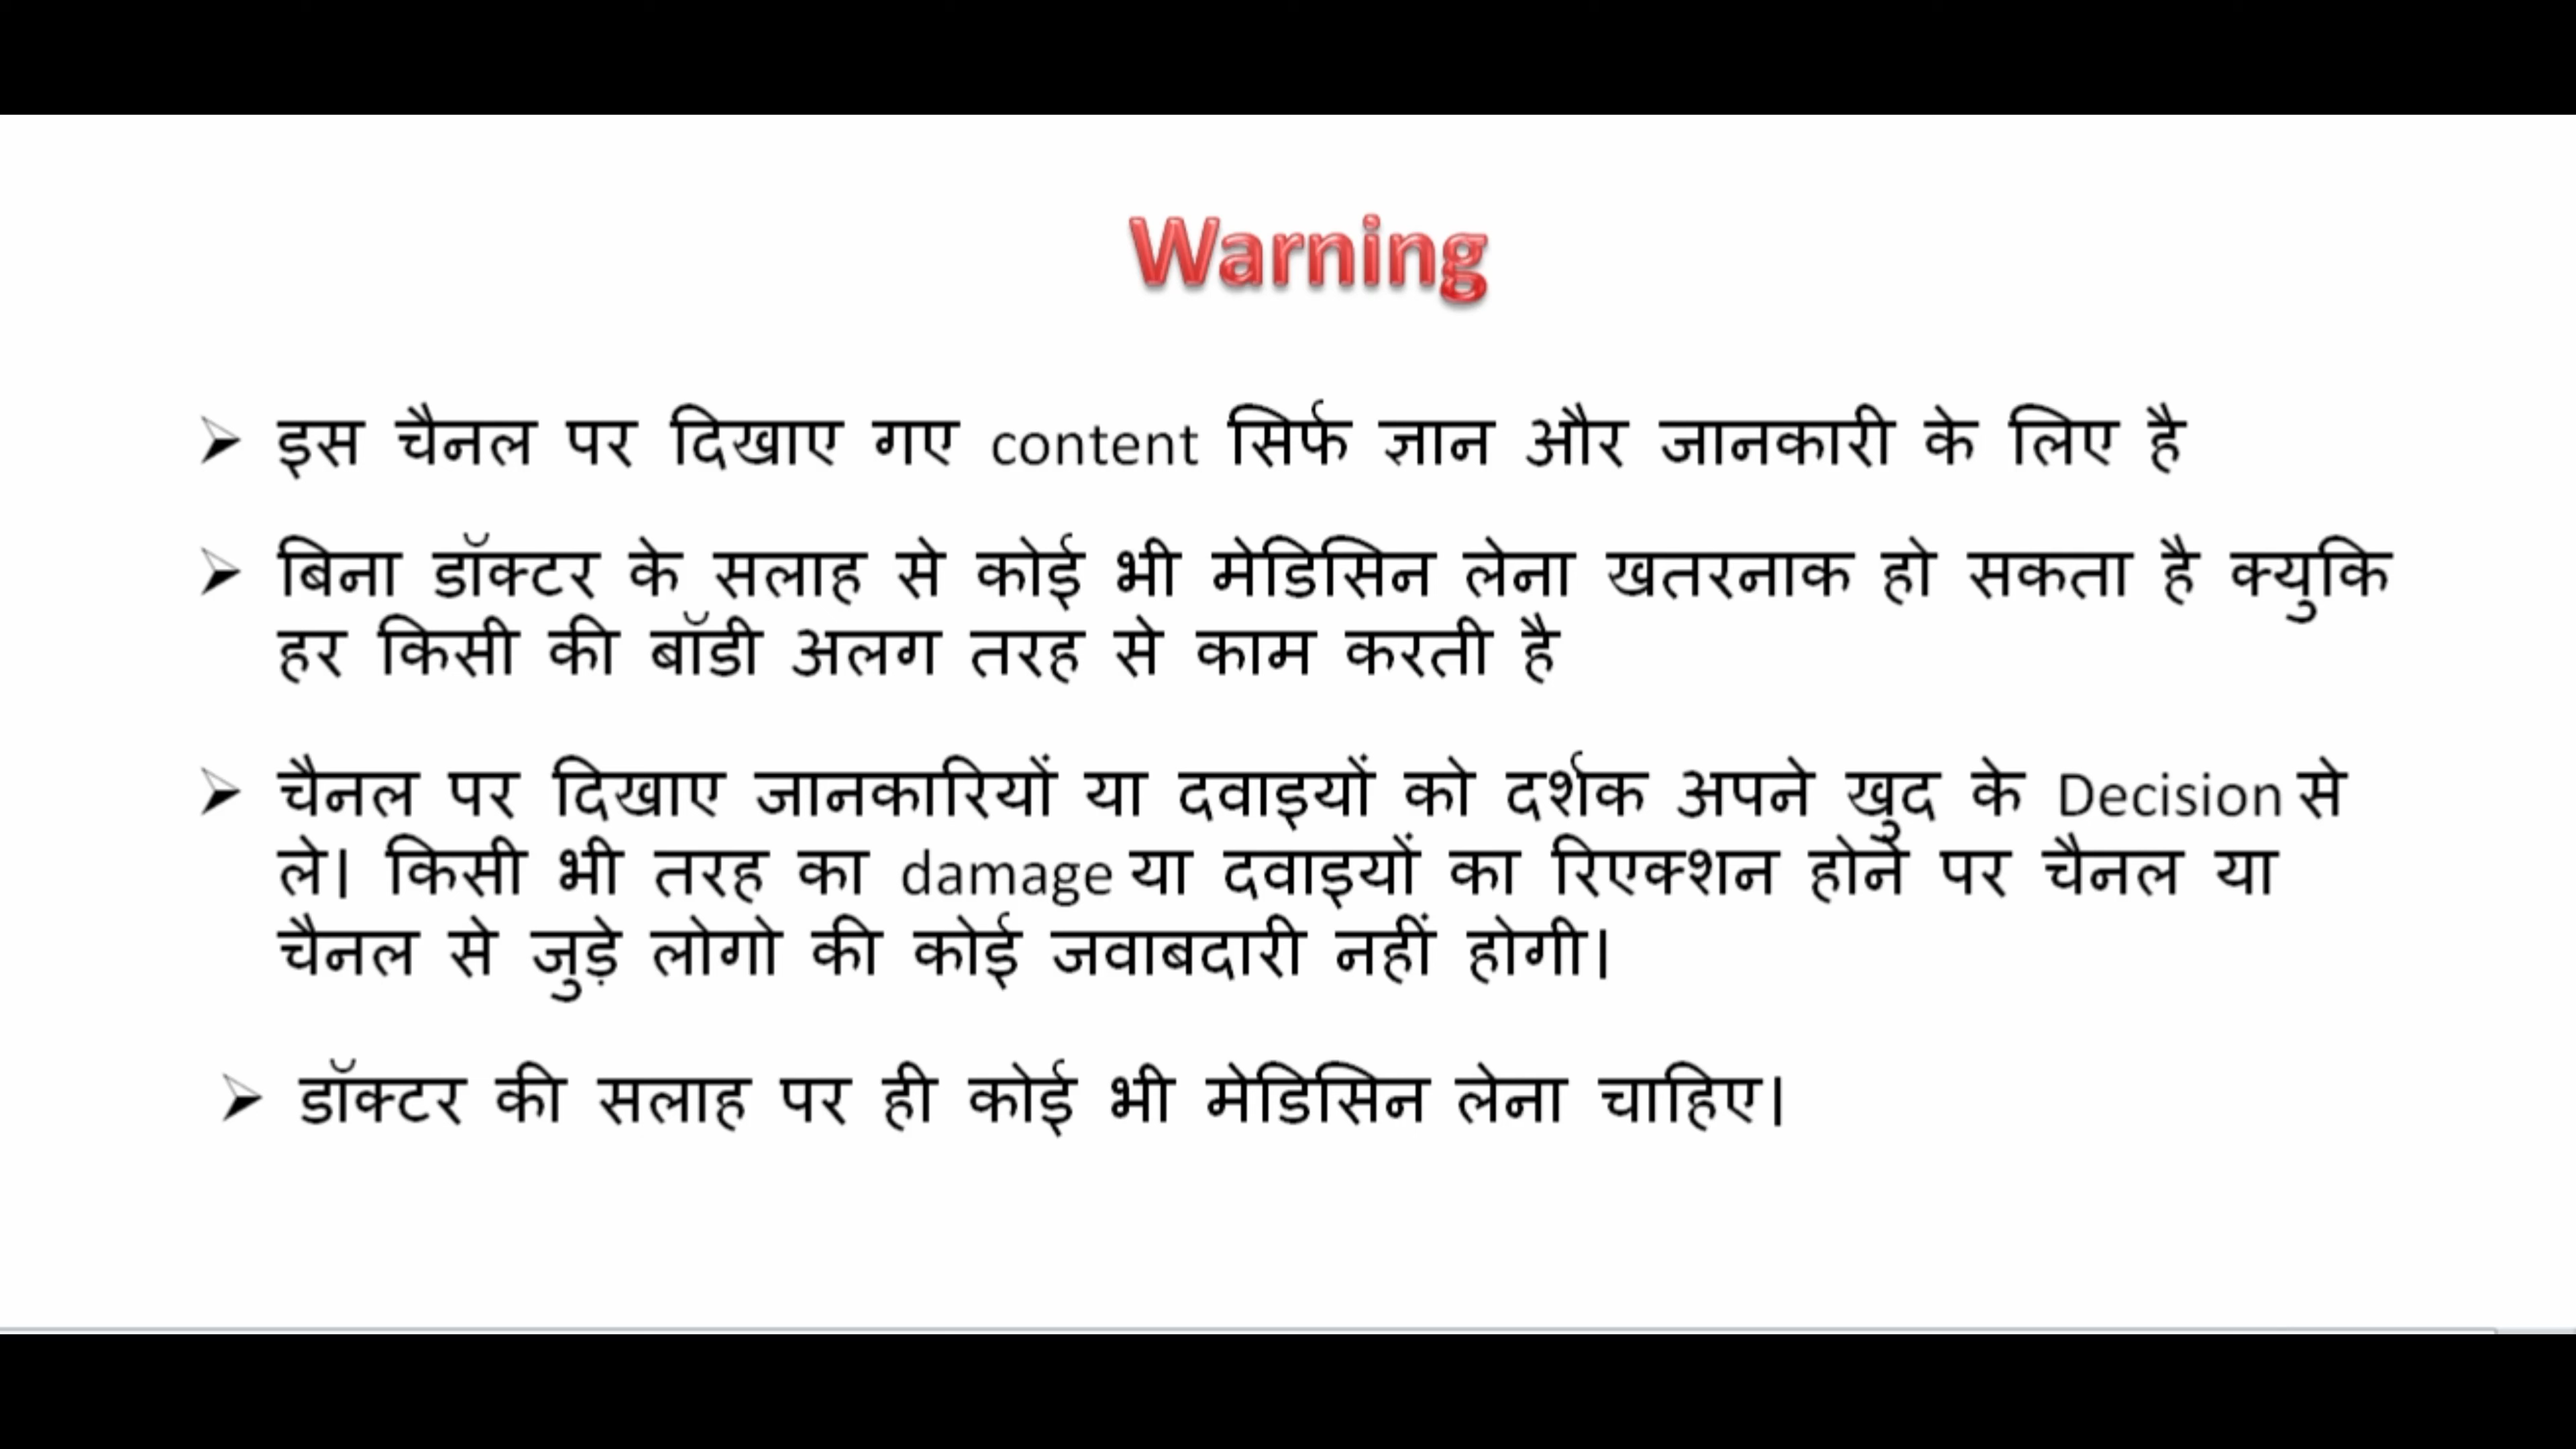 Warning
➢ इस चैनल पर दिखाए गए content सिर्फ ज्ञान और जानकारी के लिए है
➢ बिना डॉक्टर के सलाह से कोई भी मेडिसिन लेना खतरनाक हो सकता है क्युकि
हर किसी की बॉडी अलग तरह से काम करती है
➢ चैनल पर दिखाए जानकारियों या दवाइयों को दर्शक अपने खुद के Decision से
ले। किसी भी तरह का damage या दवाइयों का रिएक्शन होने पर चैनल या
चैनल से जुड़े लोगो की कोई जवाबदारी नहीं होगी।
➢ डॉक्टर की सलाह पर ही कोई भी मेडिसिन लेना चाहिए।